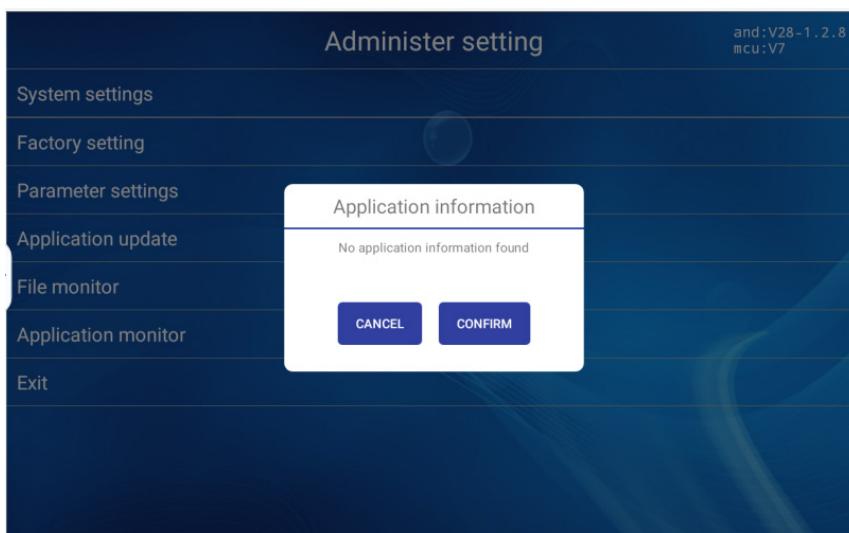 Administer setting
and:V28-1.2.8
mcu:V7
System settings
Factory setting
Parameter settings
Application update
File monitor
Application monitor
Exit
Application information
No application information found
CANCEL CONFIRM